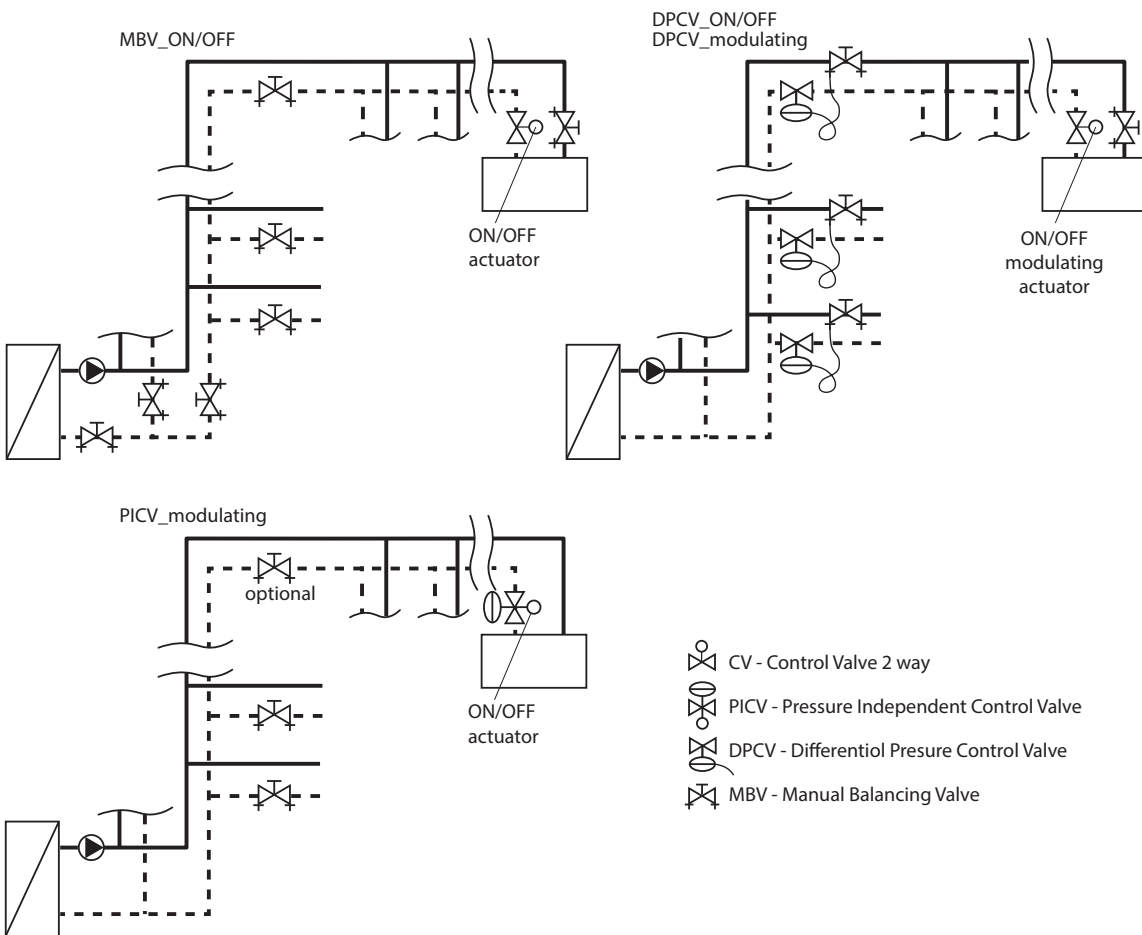 MBV_ON/OFF
ON/OFF
actuator
DPCV_ON/OFF
DPCV_modulating
ON/OFF
modulating
actuator
PICV_modulating
optional
ON/OFF
actuator
CV - Control Valve 2 way
PICV - Pressure Independent Control Valve
DPCV - Differentiol Presure Control Valve
MBV - Manual Balancing Valve